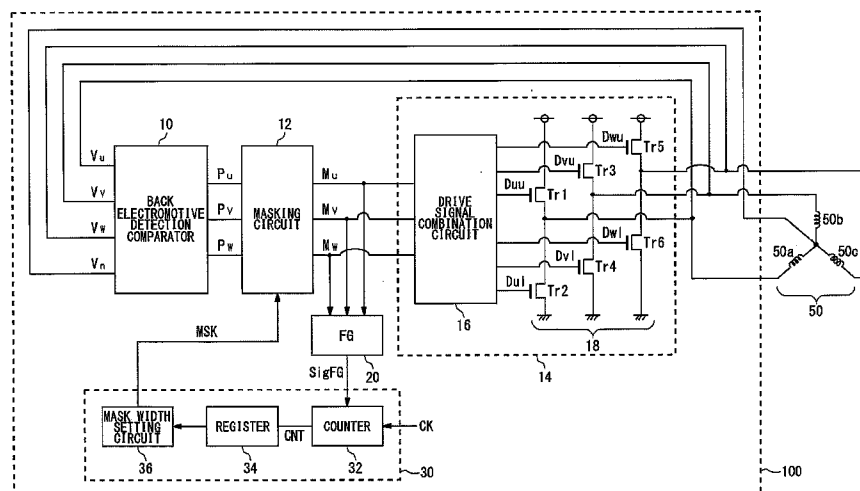 10
12
Vu
Vv
Vw
Vn
BACK
ELECTROMOTIVE
DETECTION
COMPARATOR
Pu
Pv
Pw
MASKING
CIRCUIT
Mu
Mv
Mw
DRIVE
SIGNAL
COMBINATION
CIRCUIT
16
Dwu
Tr5
Dvu
Tr3
Duu
Tr1
Dwl
Tr6
Dvl
Tr4
Dul
Tr2
18
14
50b
50a
50c
50
MSK
FG
20
SigFG
MASK WIDTH
SETTING
CIRCUIT
36
REGISTER
34
CNT
COUNTER
32
CK
30
100